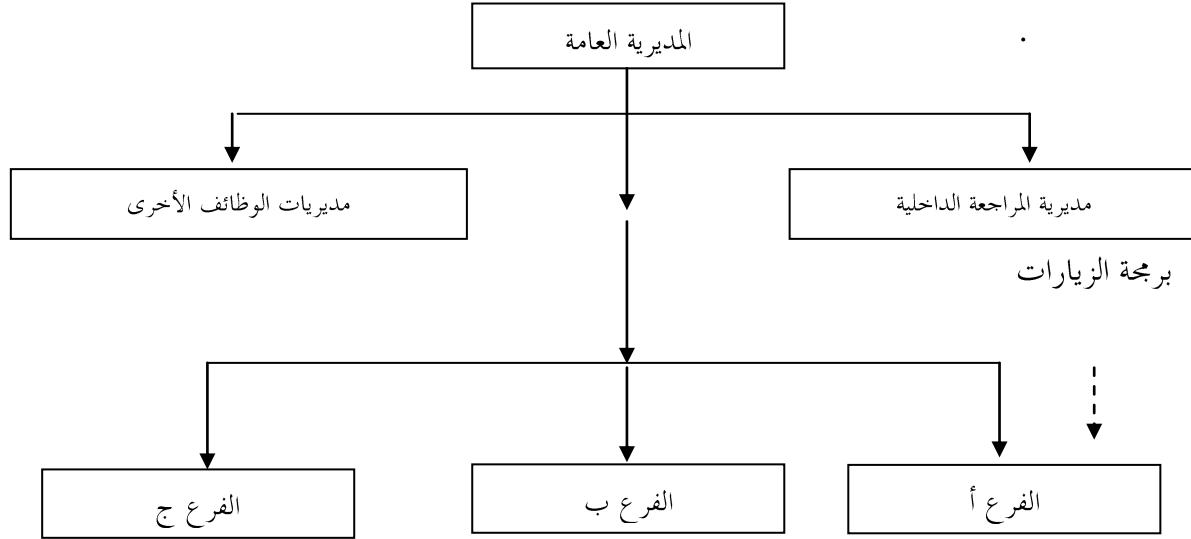 المديرية العامة
مديرية المراجعة الداخلية
مديريات الوظائف الأخرى
برمجة الزيارات
الفرع أ
الفرع ب
الفرع ج